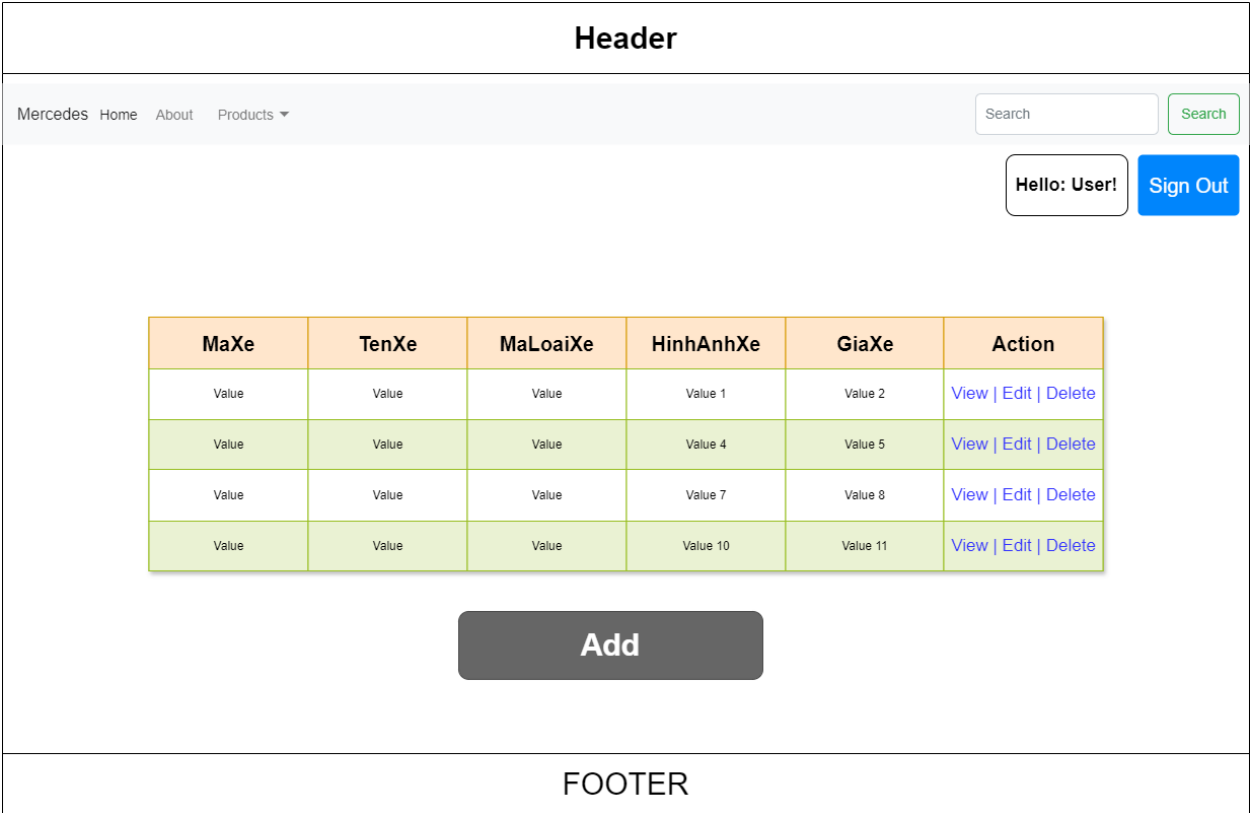 Header
Mercedes Home About Products Search Search
Hello: User! Sign Out
MaXe TenXe MaLoaiXe HinhAnhXe GiaXe Action
Value Value Value Value 1 Value 2 View | Edit | Delete
Value Value Value Value 4 Value 5 View | Edit | Delete
Value Value Value Value 7 Value 8 View | Edit | Delete
Value Value Value Value 10 Value 11 View | Edit | Delete
Add
FOOTER